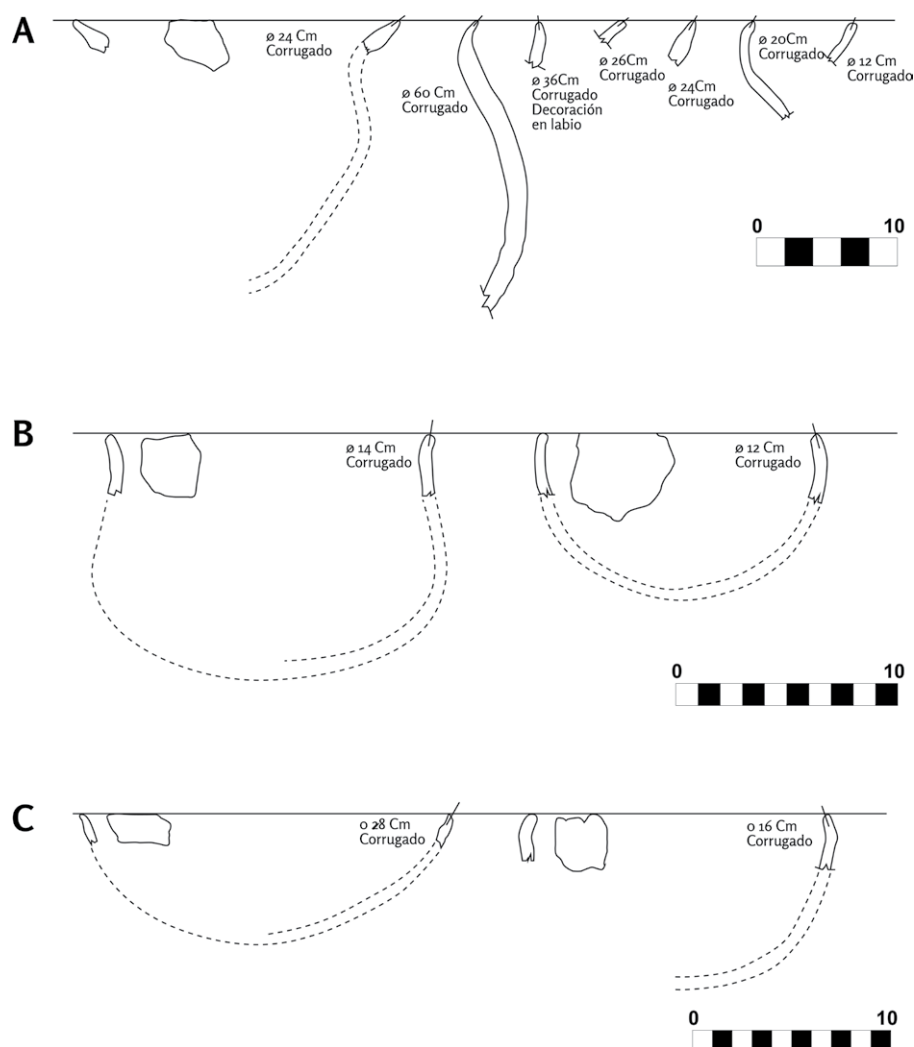 A
ø 24 Cm
Corrugado
ø 60 Cm
Corrugado
ø 36Cm
Corrugado
Decoración
en labio
ø 26Cm
Corrugado
ø 24Cm
Corrugado
ø 20Cm
Corrugado
ø 12 Cm
Corrugado
0 10
B
ø 14 Cm
Corrugado
ø 12 Cm
Corrugado
0 10
C
o 28 Cm
Corrugado
o 16 Cm
Corrugado
0 10